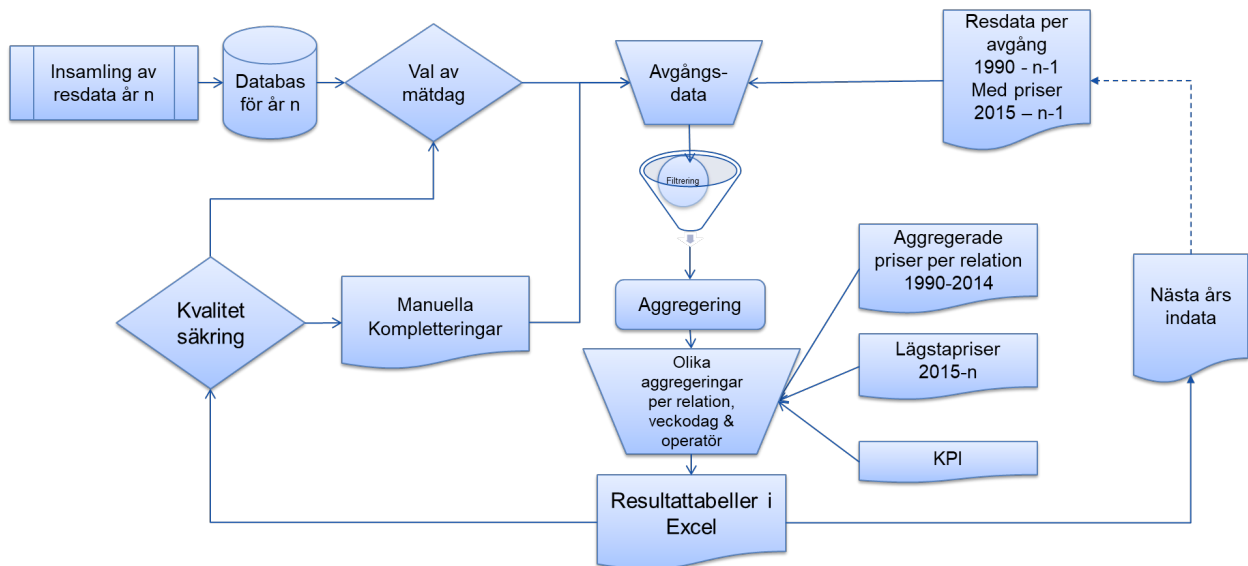 Insamling av
resdata år n
Databas
för år n
Val av
mätdag
Avgångs-
data
Resdata per
avgång
1990 - n-1
Med priser
2015 – n-1
Filtrering
Aggregerade
priser per relation
1990-2014
Nästa års
indata
Kvalitet
säkring
Manuella
Kompletteringar
Aggregering
Lägstapriser
2015-n
Olika
aggregeringar
per relation,
veckodag &
operatör
KPI
Resultattabeller i
Excel